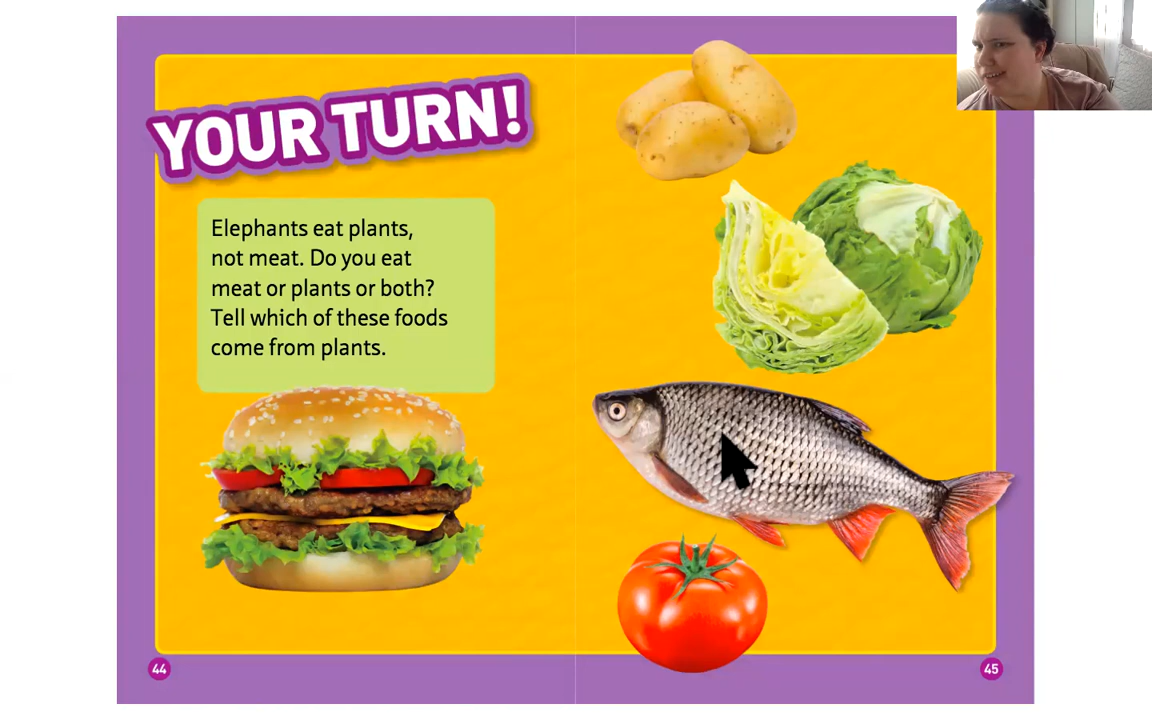 YOUR TURN!
Elephants eat plants,
not meat. Do you eat
meat or plants or both?
Tell which of these foods
come from plants.
44
45